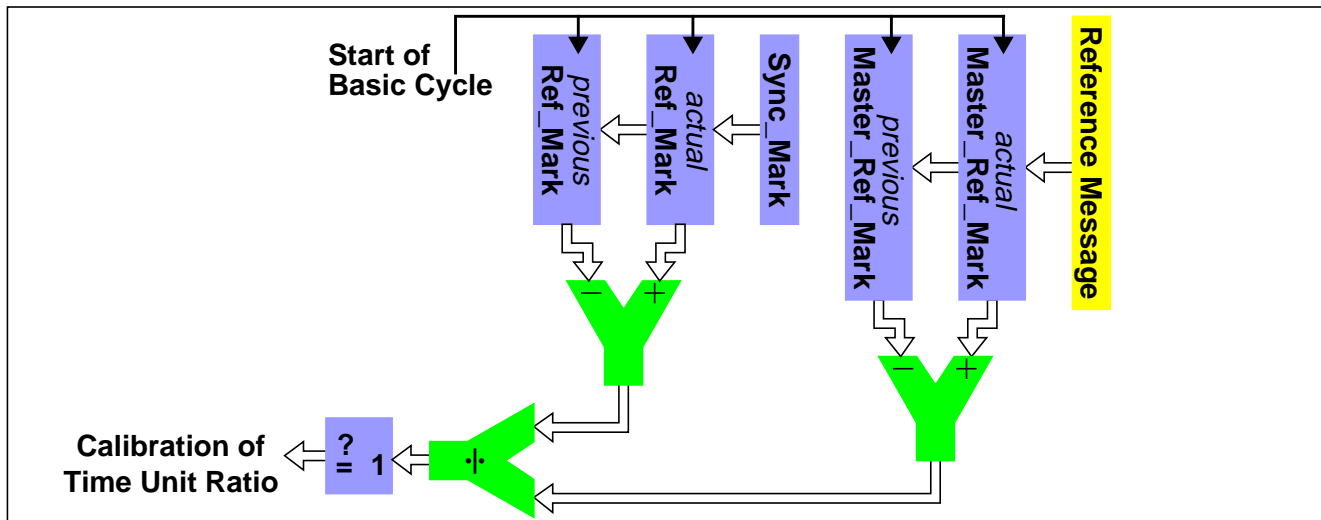 Start of
Basic Cycle
previous
Ref_Mark
actual
Ref_Mark
Sync_Mark
previous
Master_Ref_Mark
actual
Master_Ref_Mark
Reference Message
− +
− +
Calibration of
Time Unit Ratio
?
= 1
÷